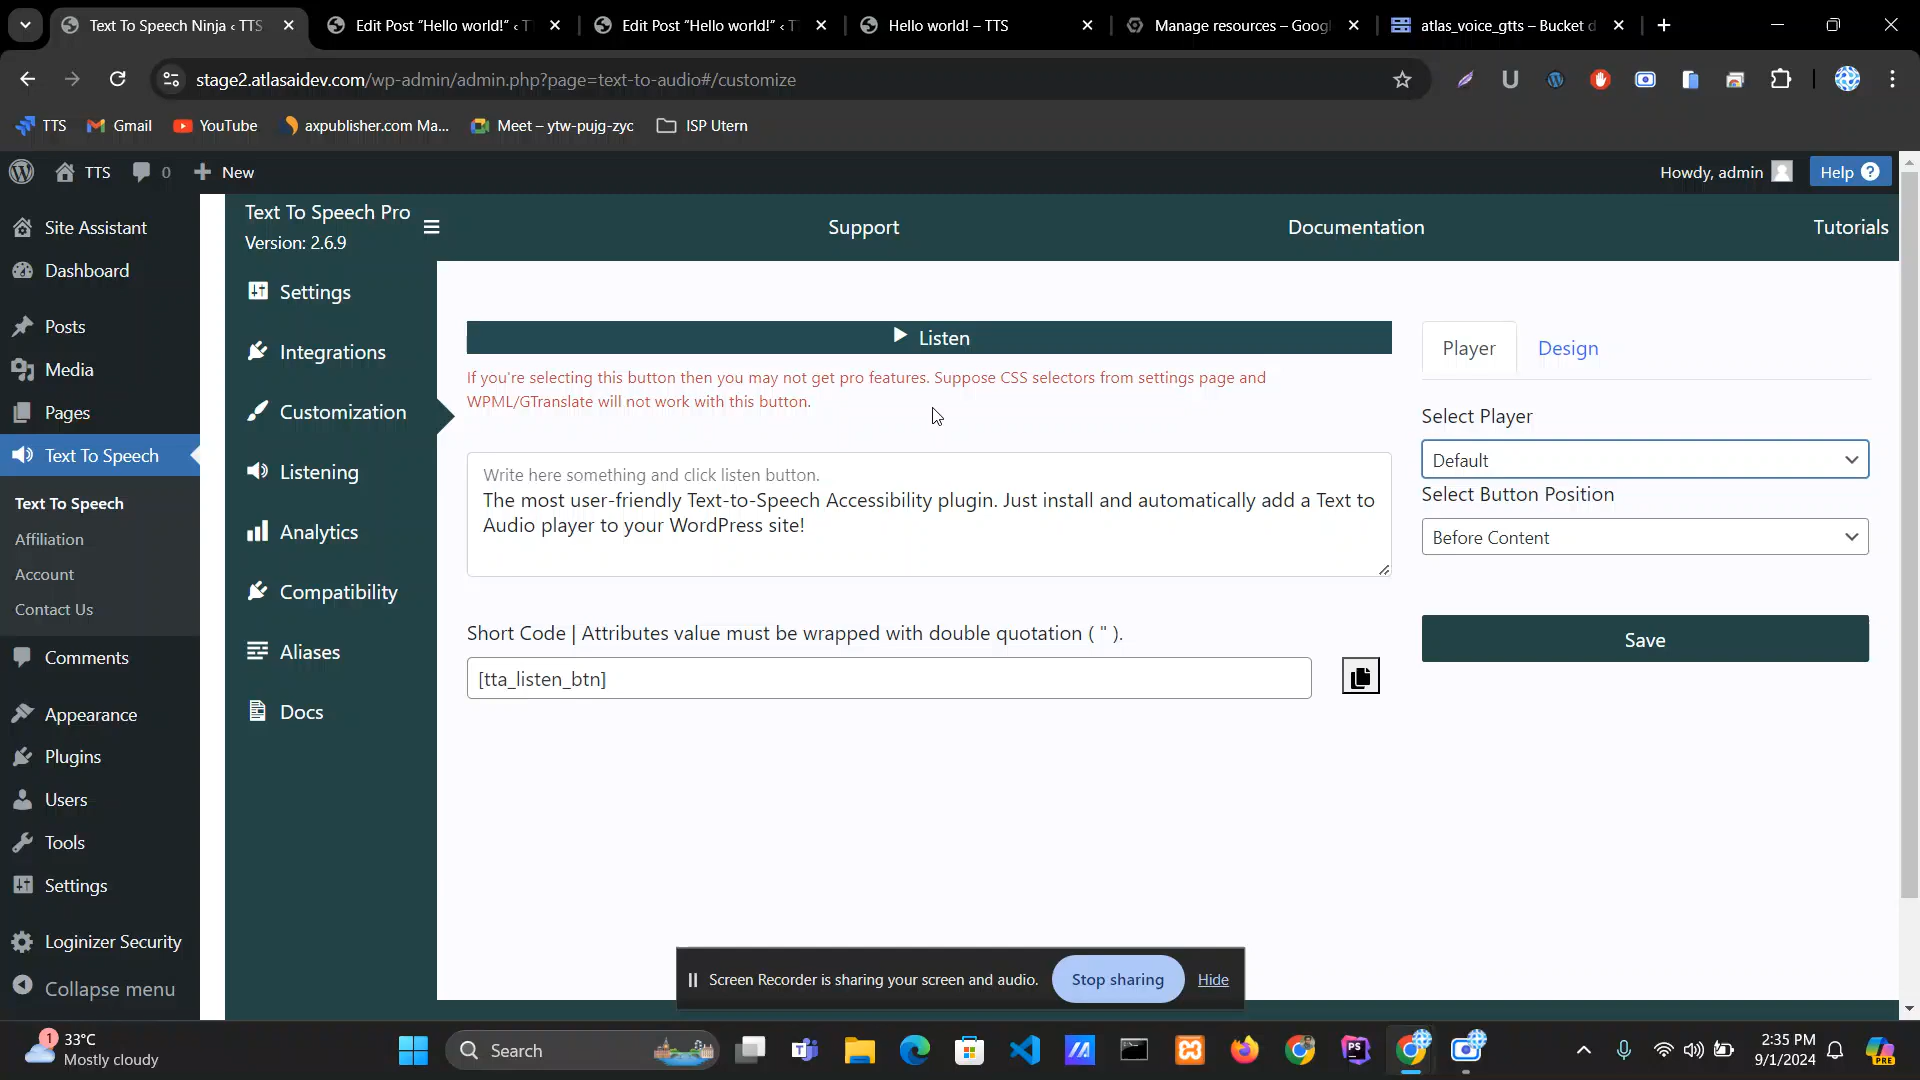 Text To Speech Ninja ‹ TTS
Edit Post “Hello world!” ‹ T
Edit Post “Hello world!” ‹ T
Hello world! – TTS
Manage resources – Googl
atlas_voice_gtts – Bucket d
stage2.atlasaidev.com/wp-admin/admin.php?page=text-to-audio#/customize
TTS
Gmail
YouTube
axpublisher.com Ma...
Meet – ytw-pujg-zyc
ISP Utern
TTS
0
New
Howdy, admin
Help ?
Site Assistant
Dashboard
Posts
Media
Pages
Text To Speech
Text To Speech
Affiliation
Account
Contact Us
Comments
Appearance
Plugins
Users
Tools
Settings
Loginizer Security
Collapse menu
Text To Speech Pro
Version: 2.6.9
Support
Documentation
Tutorials
Settings
Integrations
Customization
Listening
Analytics
Compatibility
Aliases
Docs
Listen
If you're selecting this button then you may not get pro features. Suppose CSS selectors from settings page and
WPML/GTranslate will not work with this button.
Write here something and click listen button.
The most user-friendly Text-to-Speech Accessibility plugin. Just install and automatically add a Text to
Audio player to your WordPress site!
Short Code | Attributes value must be wrapped with double quotation ( " ).
[tta_listen_btn]
Player
Design
Select Player
Default
Select Button Position
Before Content
Save
Screen Recorder is sharing your screen and audio.
Stop sharing
Hide
1
33°C
Mostly cloudy
Search
2:35 PM
9/1/2024
PRE